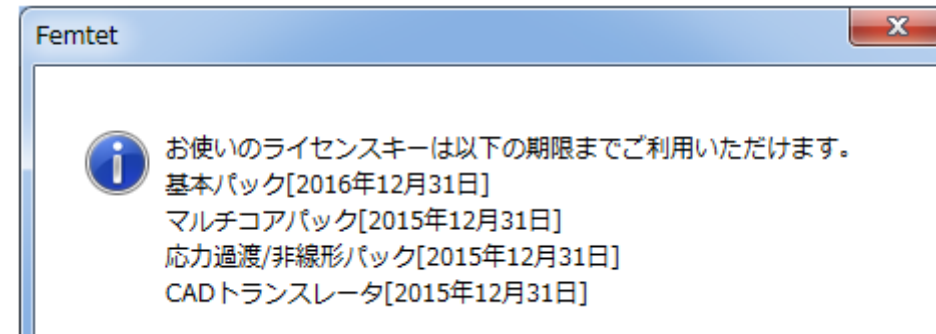 Femtet
お使いのライセンスキーは以下の期限までご利用いただけます。
基本パック[2016年12月31日]
マルチコアパック[2015年12月31日]
応力過渡/非線形パック[2015年12月31日]
CADトランスレータ[2015年12月31日]